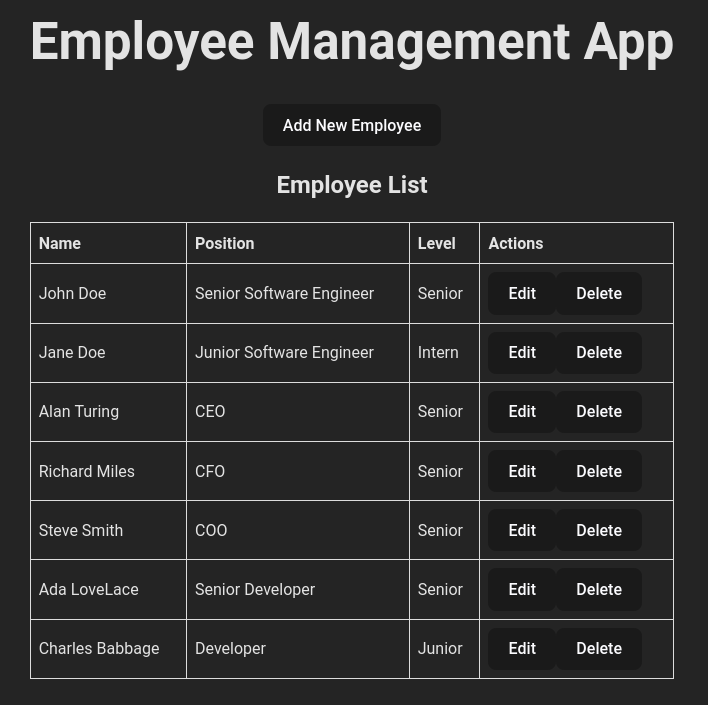 Employee Management App
Add New Employee
Employee List
Name Position Level Actions
John Doe Senior Software Engineer Senior Edit Delete
Jane Doe Junior Software Engineer Intern Edit Delete
Alan Turing CEO Senior Edit Delete
Richard Miles CFO Senior Edit Delete
Steve Smith COO Senior Edit Delete
Ada LoveLace Senior Developer Senior Edit Delete
Charles Babbage Developer Junior Edit Delete